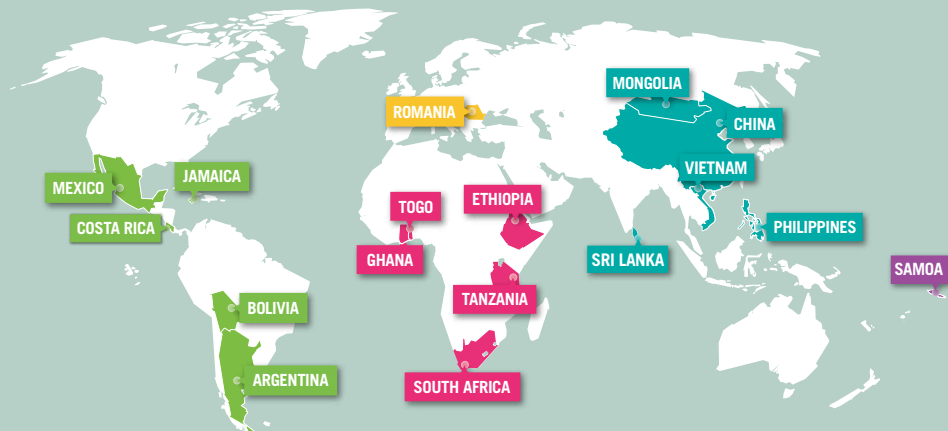 MONGOLIA
ROMANIA
CHINA
VIETNAM
JAMAICA
MEXICO
ETHIOPIA
TOGO
COSTA RICA
PHILIPPINES
GHANA
SRI LANKA
SAMOA
TANZANIA
BOLIVIA
ARGENTINA
SOUTH AFRICA